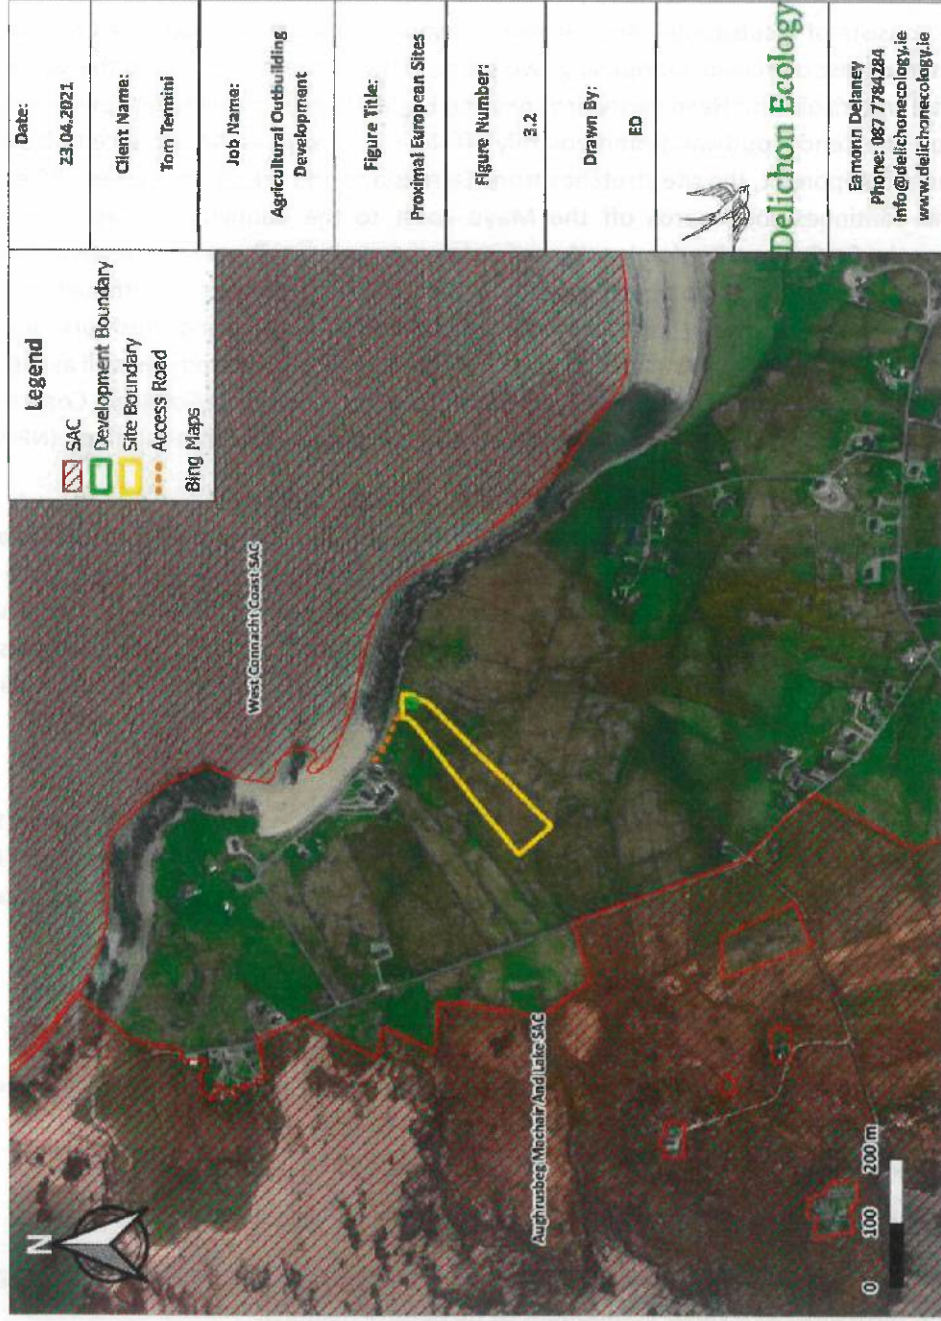 N
West Connacht Coast SAC
Aughrusbeg Machair And Lake SAC
0 100 200 m
Legend
SAC
Development Boundary
Site Boundary
Access Road
Bing Maps
Date:
23.04.2021
Client Name:
Tom
Job Name:
Agricultural Outbuilding
Development
Figure Title:
Proximal European Sites
Figure Number:
3.2
Drawn By:
ED
Delichon Ecology
Eamonn Delaney
Phone: 087 7784284
info@delichonecology.ie
www.delichonecology.ie